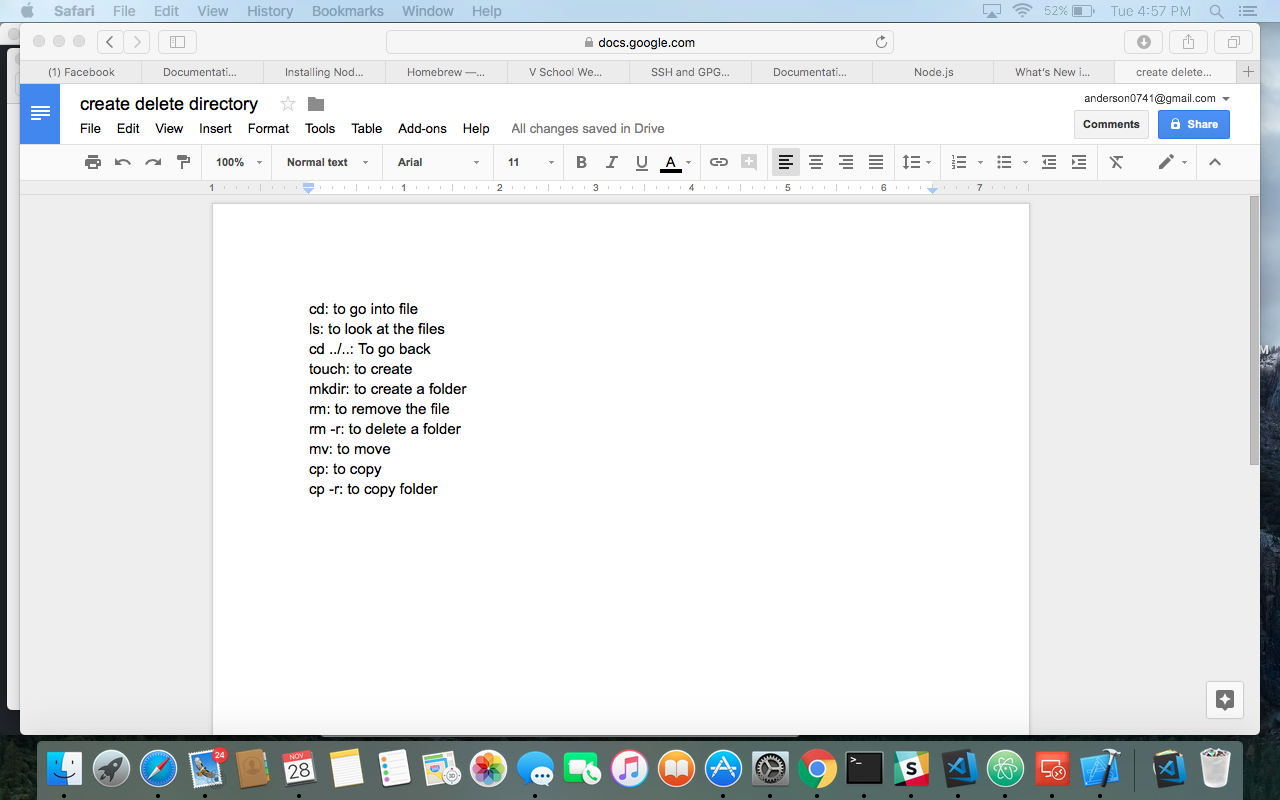 Safari File Edit View History Bookmarks Window Help 52% Tue 4:57 PM
docs.google.com
(1) Facebook Documentati... Installing Nod... Homebrew —... V School We... SSH and GPG... Documentati... Node.js What's New i... create delete...
create delete directory anderson0741@gmail.com
File Edit View Insert Format Tools Table Add-ons Help All changes saved in Drive Comments Share
100% Normal text Arial 11 B I U A
1 1 2 3 4 5 6 7
cd: to go into file
ls: to look at the files
cd ../..: To go back
touch: to create
mkdir: to create a folder
rm: to remove the file
rm -r: to delete a folder
mv: to move
cp: to copy
cp -r: to copy folder
M
24
NOV
28
30
>_
S